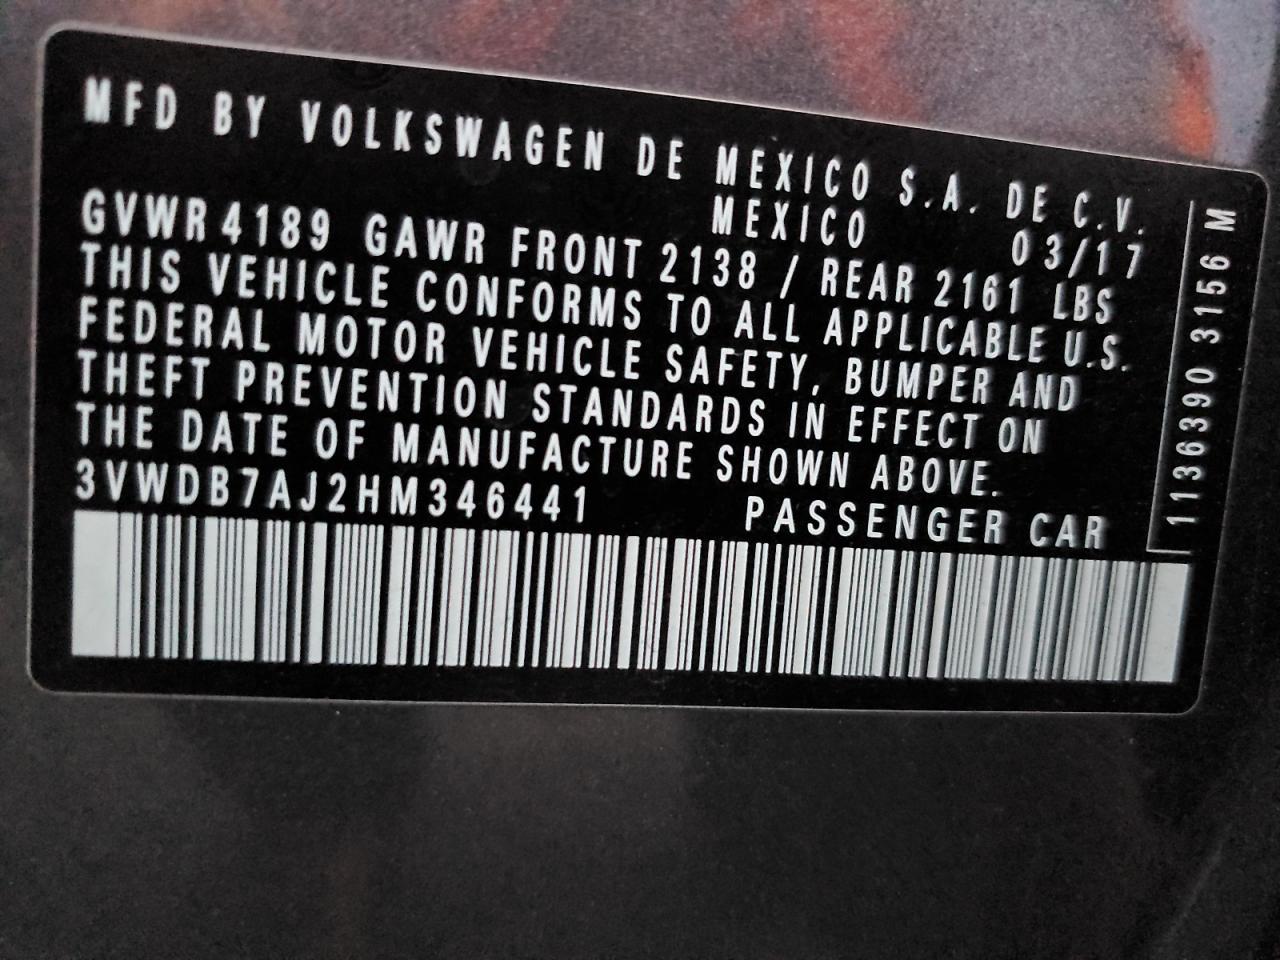 MFD BY VOLKSWAGEN DE MEXICO S.A. DE C.V.
MEXICO 03/17
GVWR 4189 GAWR FRONT 2138 / REAR 2161 LBS
THIS VEHICLE CONFORMS TO ALL APPLICABLE U.S.
FEDERAL MOTOR VEHICLE SAFETY, BUMPER AND
THEFT PREVENTION STANDARDS IN EFFECT ON
THE DATE OF MANUFACTURE SHOWN ABOVE.
3VWDB7AJ2HM346441 PASSENGER CAR
1136390 3156 M